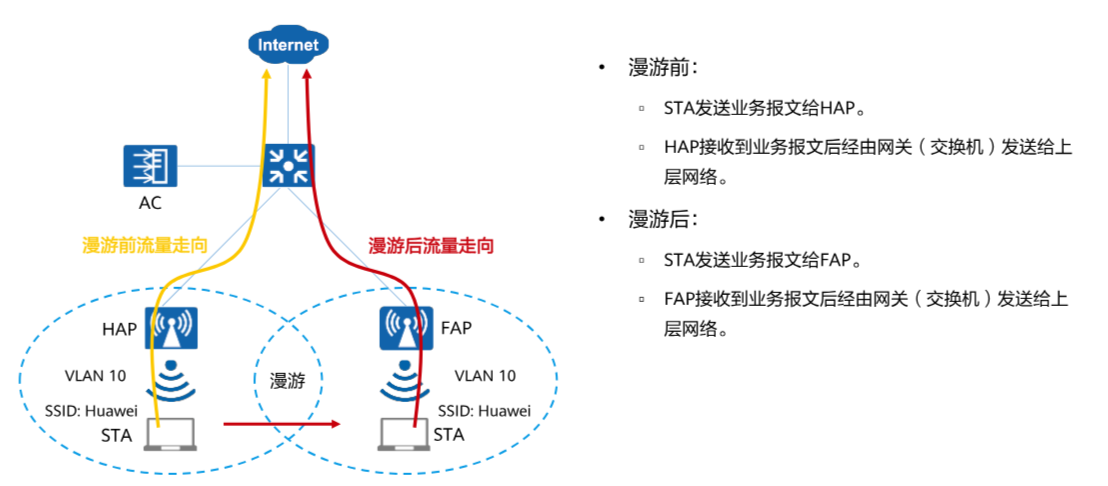 Internet
AC
漫游前流量走向
漫游后流量走向
HAP
FAP
VLAN 10
漫游
VLAN 10
SSID: Huawei
SSID: Huawei
STA
STA
• 漫游前：
▫ STA发送业务报文给HAP。
▫ HAP接收到业务报文后经由网关（交换机）发送给上
层网络。
• 漫游后：
▫ STA发送业务报文给FAP。
▫ FAP接收到业务报文后经由网关（交换机）发送给上
层网络。